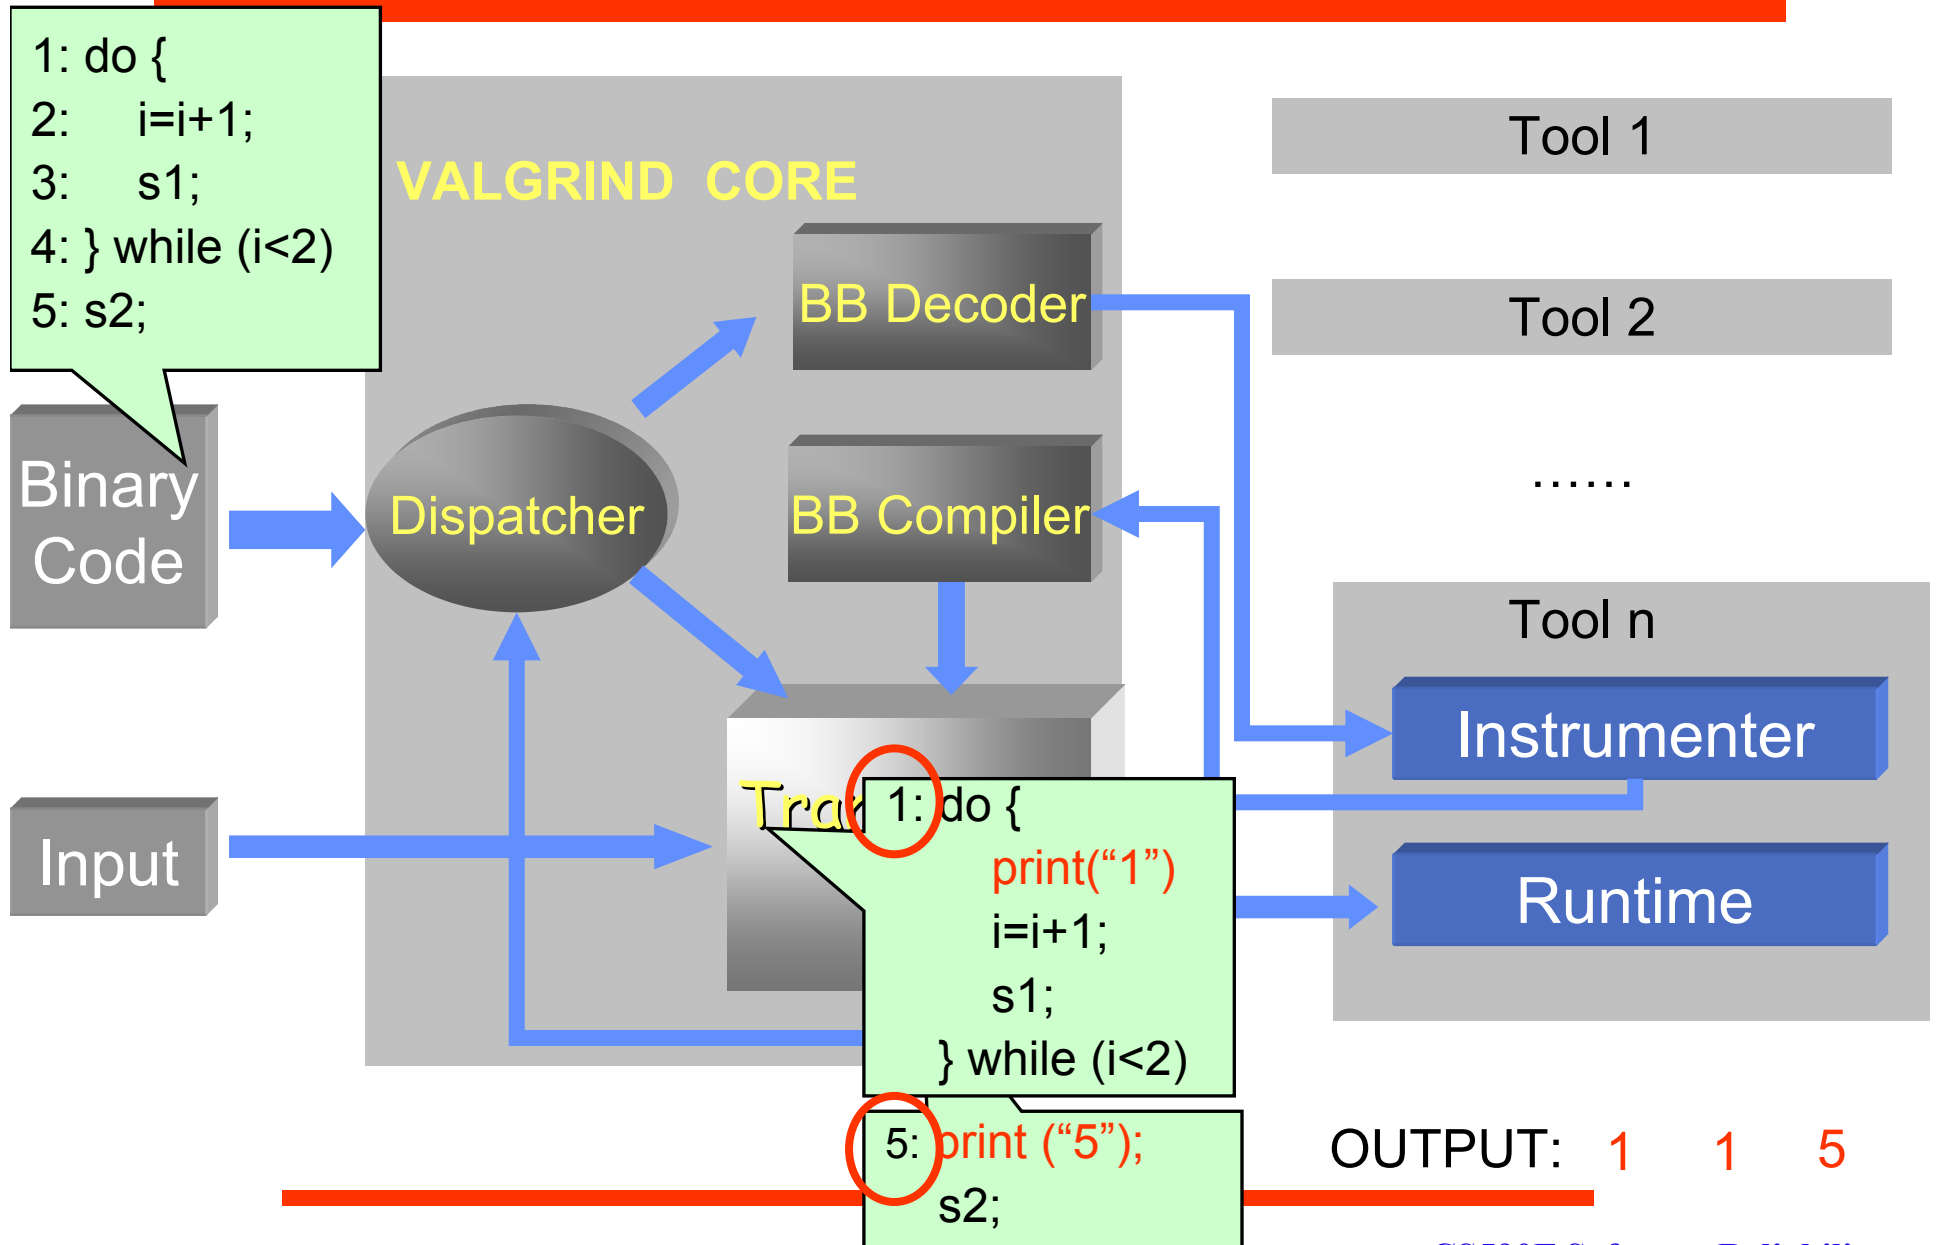 1: do {
2: i=i+1;
3: s1;
4: } while (i<2)
5: s2;
VALGRIND CORE
BB Decoder
Dispatcher
BB Compiler
Binary
Code
Input
Tool 1
Tool 2
......
Tool n
Instrumenter
Runtime
1: do {
print(“1”)
i=i+1;
s1;
} while (i<2)
5: print (“5”);
s2;
OUTPUT: 1 1 5